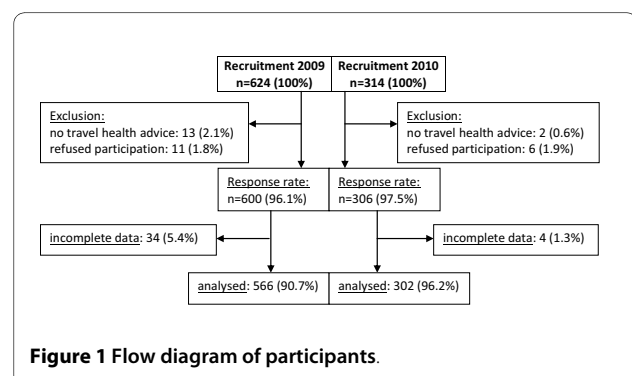 Recruitment 2009
n=624 (100%)
Recruitment 2010
n=314 (100%)
Exclusion:
no travel health advice: 13 (2.1%)
refused participation: 11 (1.8%)
Exclusion:
no travel health advice: 2 (0.6%)
refused participation: 6 (1.9%)
Response rate:
n=600 (96.1%)
Response rate:
n=306 (97.5%)
incomplete data: 34 (5.4%)
incomplete data: 4 (1.3%)
analysed: 566 (90.7%)
analysed: 302 (96.2%)
Figure 1 Flow diagram of participants.